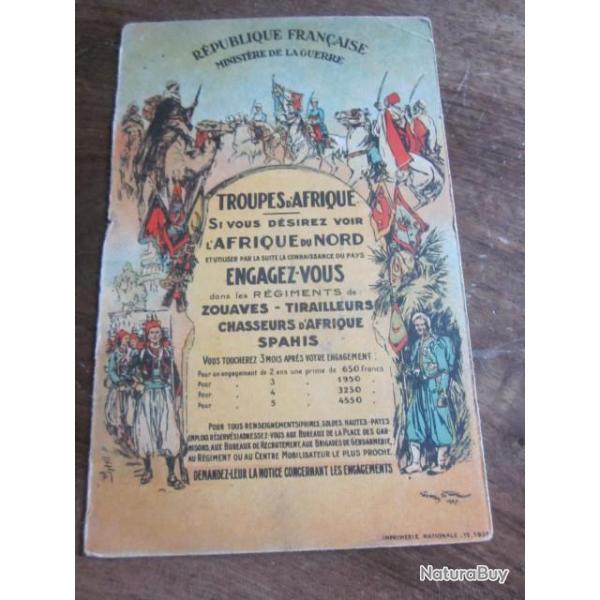 RÉPUBLIQUE FRANÇAISE
MINISTÈRE DE LA GUERRE
TROUPES D'AFRIQUE
SI VOUS DÉSIREZ VOIR
L'AFRIQUE DU NORD
ET UTILISER PAR LA SUITE LA CONNAISSANCE DU PAYS
ENGAGEZ-VOUS
dans les RÉGIMENTS de:
ZOUAVES - TIRAILLEURS
CHASSEURS D'AFRIQUE
SPAHIS
VOUS TOUCHEREZ 3 MOIS APRÈS VOTRE ENGAGEMENT:
Pour un engagement de 2 ans une prime de 650 francs
Pour " 3 " " 1950 "
Pour " 4 " " 3250 "
Pour " 5 " " 4550 "
POUR TOUS RENSEIGNEMENTS (PRIMES, SOLDES, HAUTES-PAYES
EMPLOIS RÉSERVÉS) ADRESSEZ-VOUS AUX BUREAUX DE LA PLACE DES GAR-
NISONS, AUX BUREAUX DE RECRUTEMENT, AUX BRIGADES DE GENDARMERIE,
AU RÉGIMENT OU AU CENTRE MOBILISATEUR LE PLUS PROCHE.
DEMANDEZ-LEUR LA NOTICE CONCERNANT LES ENGAGEMENTS
IMPRIMERIE NATIONALE
NaturaBuy